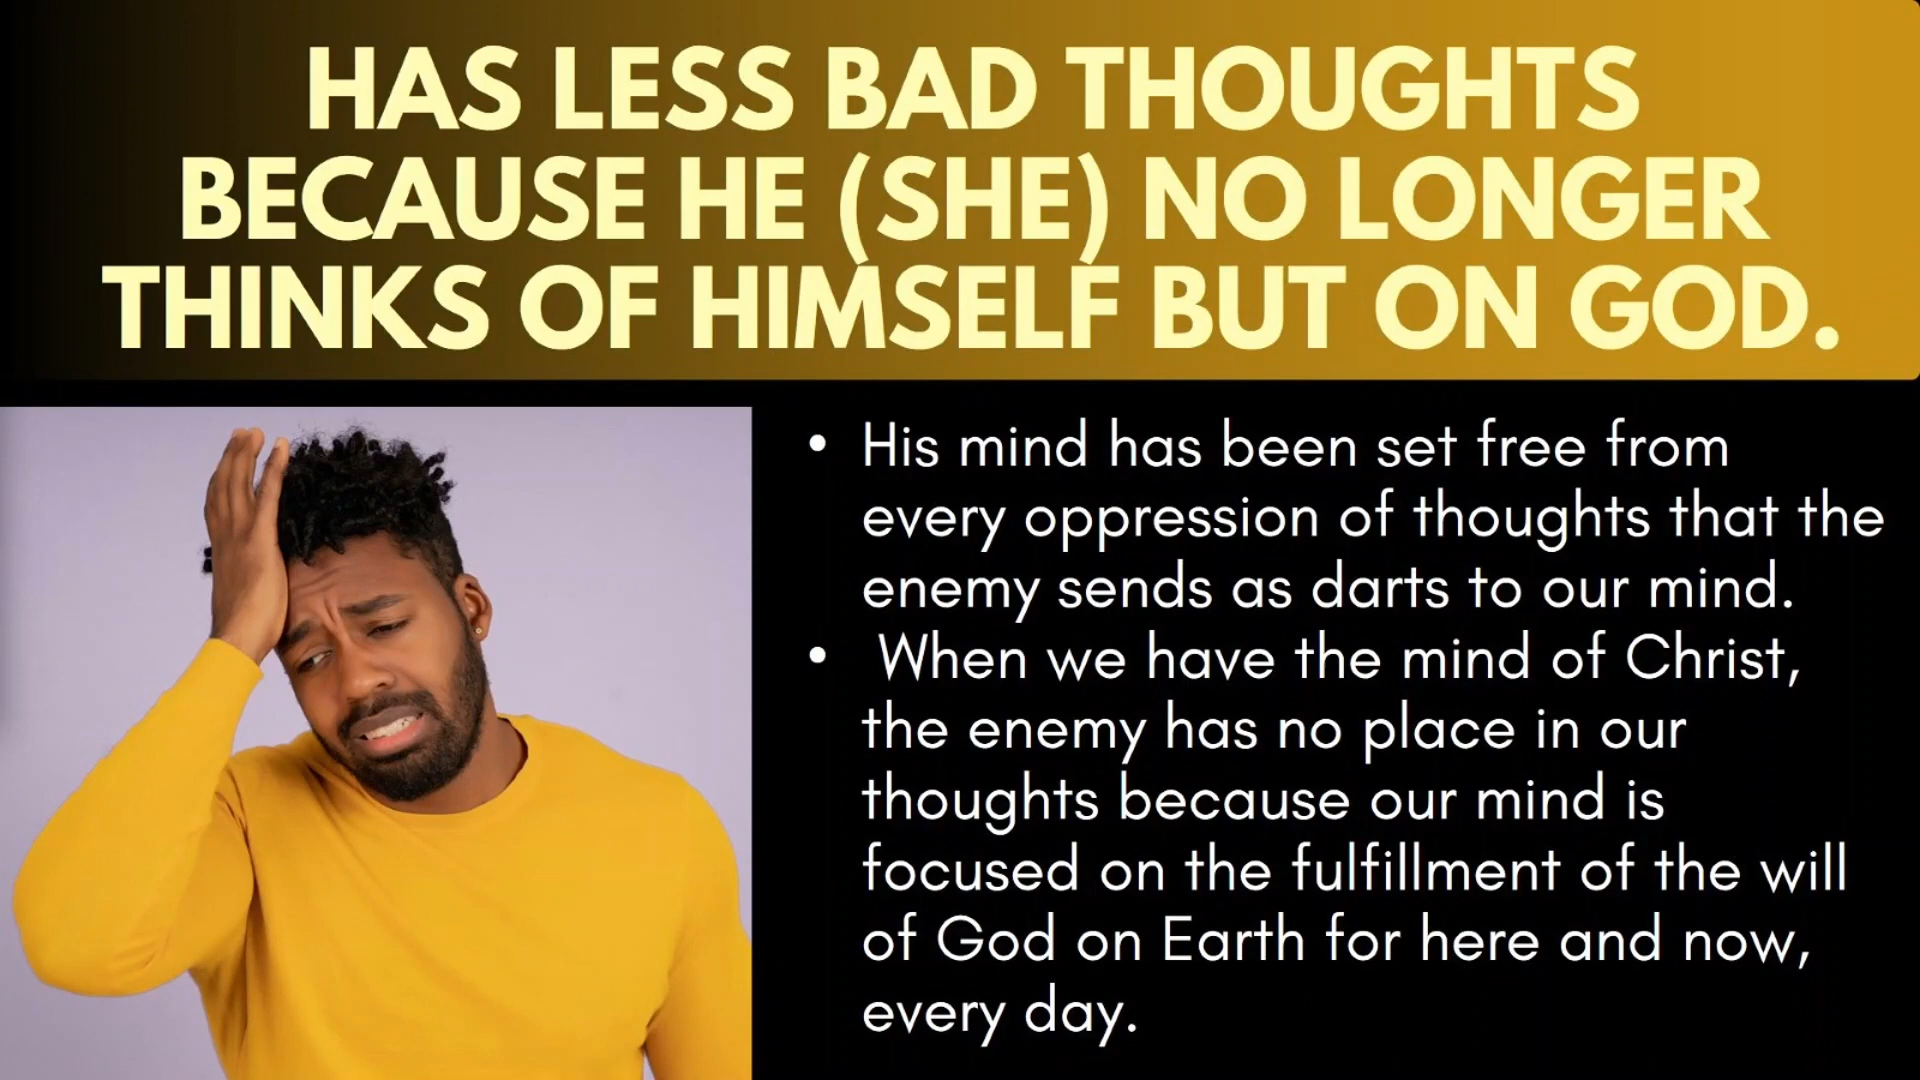 HAS LESS BAD THOUGHTS
BECAUSE HE (SHE) NO LONGER
THINKS OF HIMSELF BUT ON GOD.
• His mind has been set free from
every oppression of thoughts that the
enemy sends as darts to our mind.
• When we have the mind of Christ,
the enemy has no place in our
thoughts because our mind is
focused on the fulfillment of the will
of God on Earth for here and now,
every day.